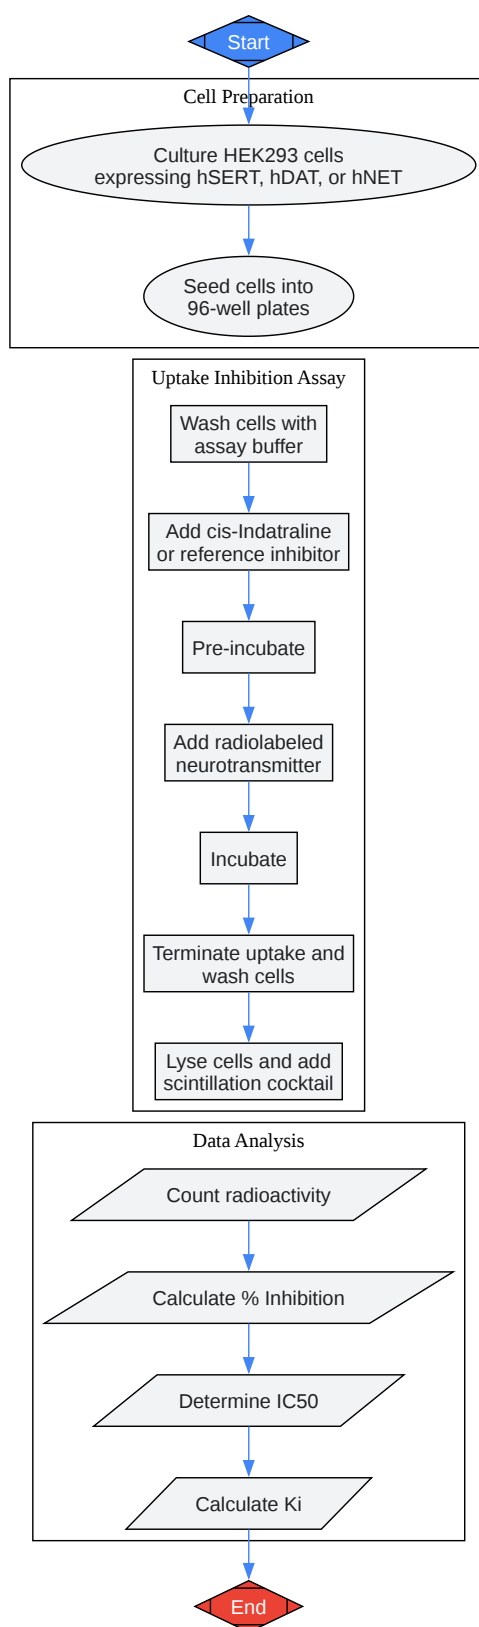 Start
Cell Preparation
Culture HEK293 cells
expressing hSERT, hDAT, or hNET
Seed cells into
96-well plates
Uptake Inhibition Assay
Wash cells with
assay buffer
Add cis-Indatraline
or reference inhibitor
Pre-incubate
Add radiolabeled
neurotransmitter
Incubate
Terminate uptake and
wash cells
Lyse cells and add
scintillation cocktail
Data Analysis
Count radioactivity
Calculate % Inhibition
Determine IC50
Calculate Ki
End